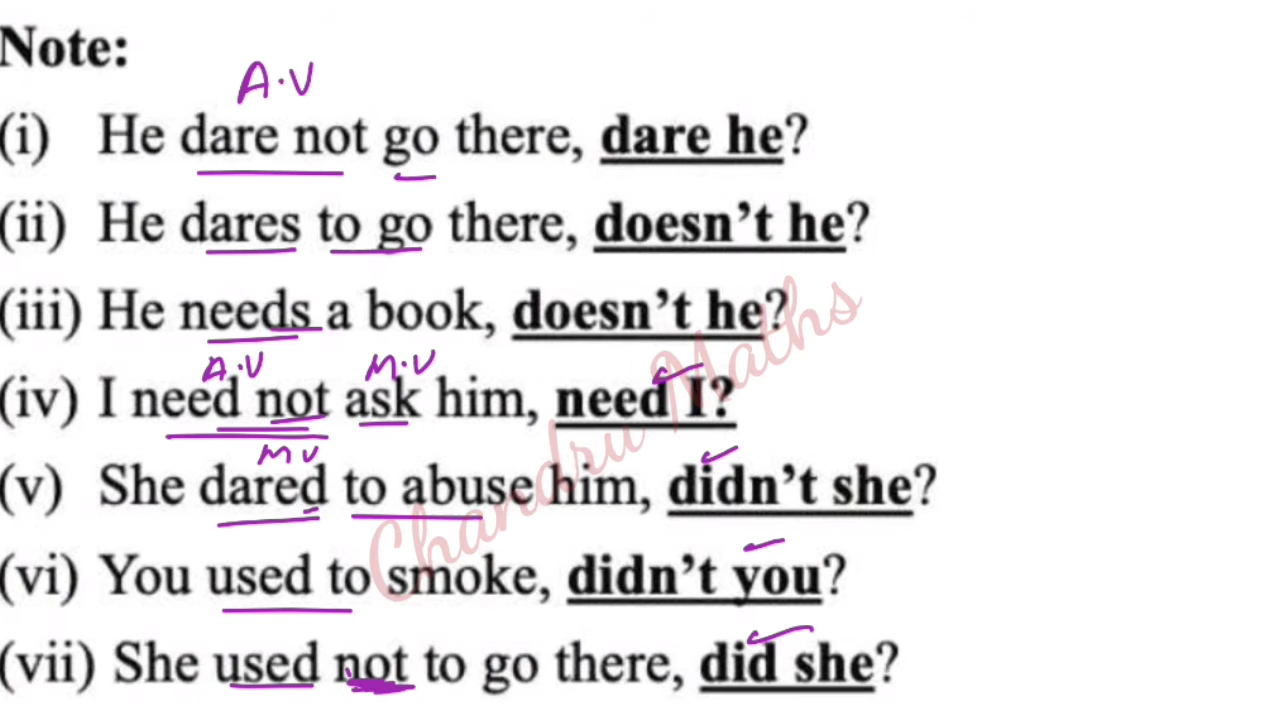 Note:
A.V
(i) He dare not go there, dare he?
(ii) He dares to go there, doesn't he?
(iii) He needs a book, doesn't he?
A.V M.V
(iv) I need not ask him, need I?
M V
(v) She dared to abuse him, didn't she?
(vi) You used to smoke, didn't you?
(vii) She used not to go there, did she?
Chandru Maths